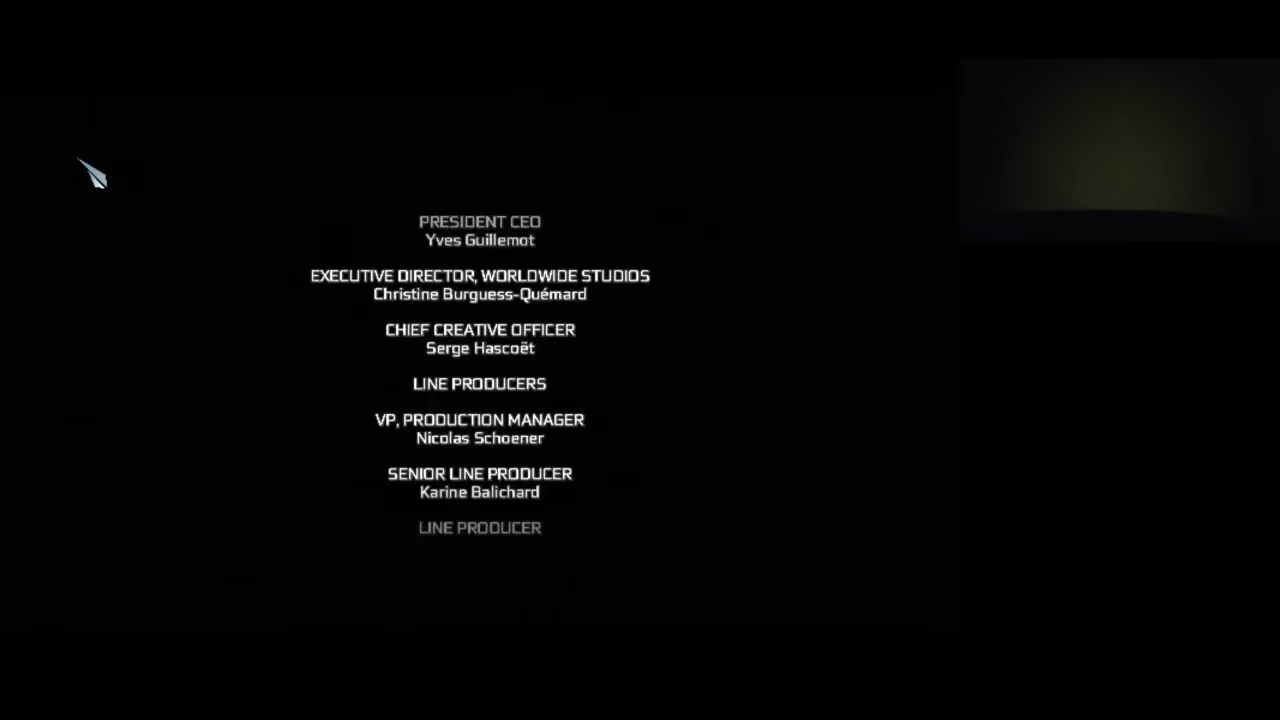 PRESIDENT CEO
Yves Guillemot
EXECUTIVE DIRECTOR, WORLDWIDE STUDIOS
Christine Burguess-Quémard
CHIEF CREATIVE OFFICER
Serge Hascoët
LINE PRODUCERS
VP, PRODUCTION MANAGER
Nicolas Schoener
SENIOR LINE PRODUCER
Karine Balichard
LINE PRODUCER